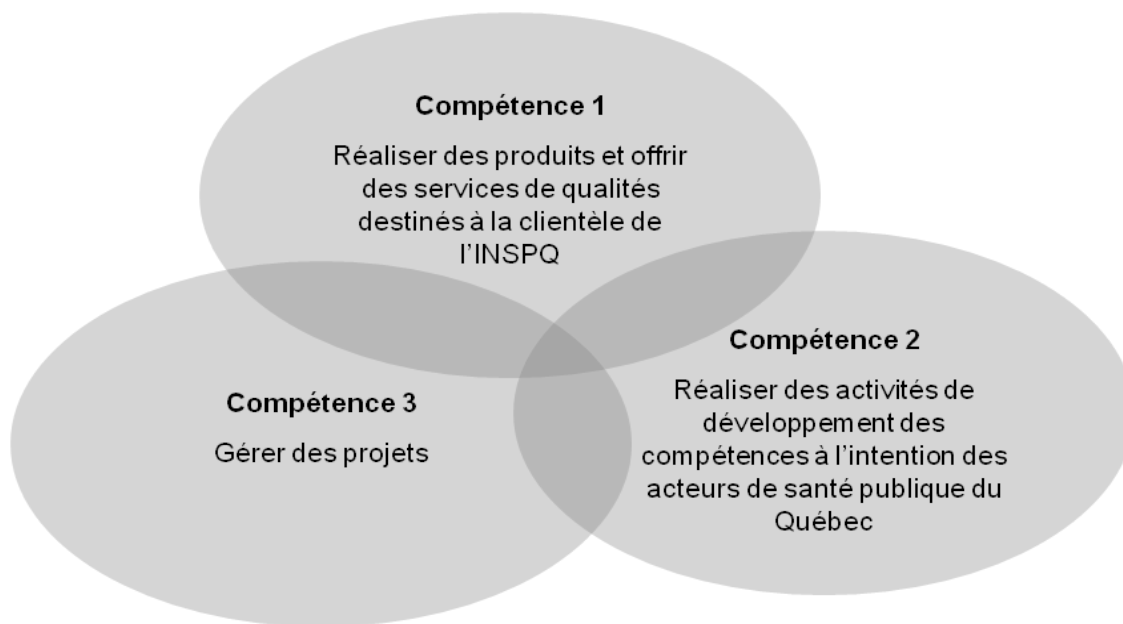 Compétence 1
Réaliser des produits et offrir
des services de qualités
destinés à la clientèle de
l'INSPQ
Compétence 2
Réaliser des activités de
développement des
compétences à l'intention des
acteurs de santé publique du
Québec
Compétence 3
Gérer des projets